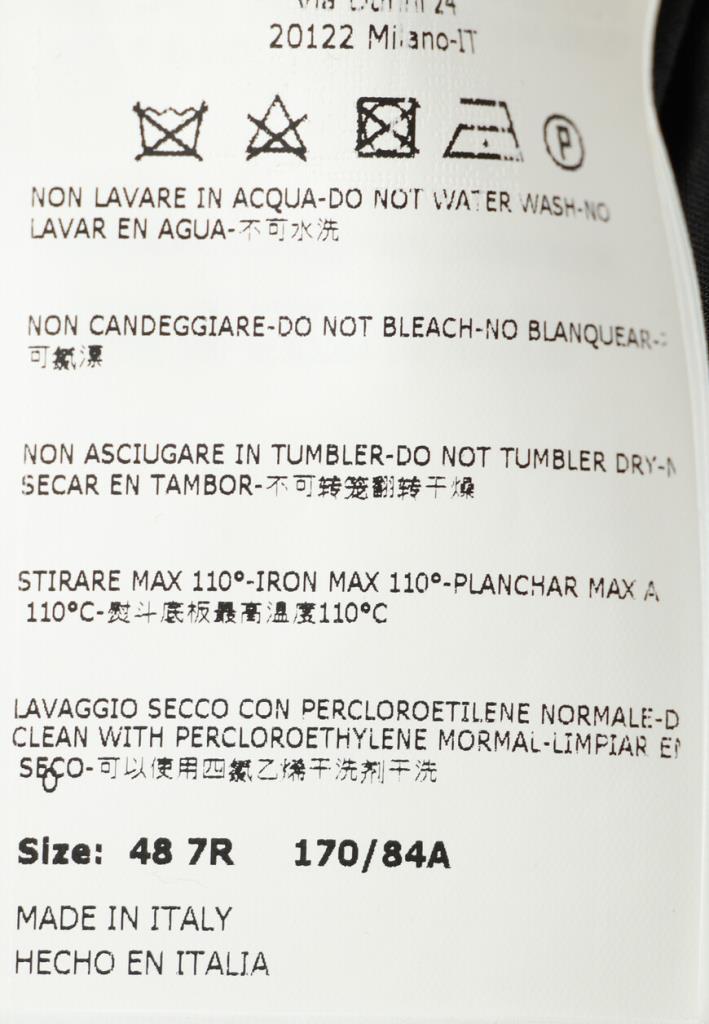 24
20122 Milano-IT
P
NON LAVARE IN ACQUA-DO NOT WATER WASH-NO
LAVAR EN AGUA-不可水洗
NON CANDEGGIARE-DO NOT BLEACH-NO BLANQUEAR-
可氯漂
NON ASCIUGARE IN TUMBLER-DO NOT TUMBLER DRY-N
SECAR EN TAMBOR-不可转笼翻转干燥
STIRARE MAX 110°-IRON MAX 110°-PLANCHAR MAX A
110°C-熨斗底板最高温度110°C
LAVAGGIO SECCO CON PERCLOROETILENE NORMALE-D
CLEAN WITH PERCLOROETHYLENE MORMAL-LIMPIAR EN
SECO-可以使用四氯乙烯干洗剂干洗
Size: 48 7R 170/84A
MADE IN ITALY
HECHO EN ITALIA